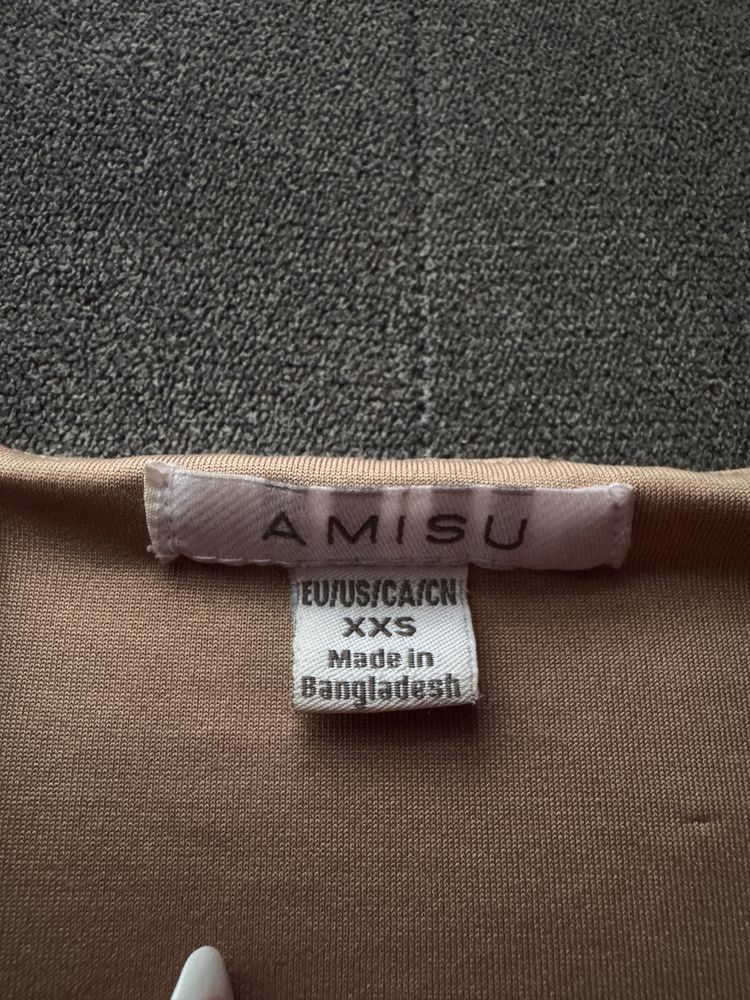 AMISU
EU/US/CA/CN
XXS
Made in
Bangladesh